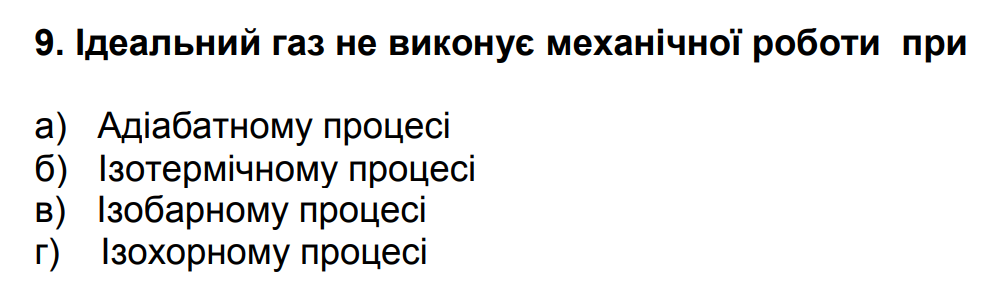 9. Ідеальний газ не виконує механічної роботи при
а) Адіабатному процесі
б) Ізотермічному процесі
в) Ізобарному процесі
г) Ізохорному процесі